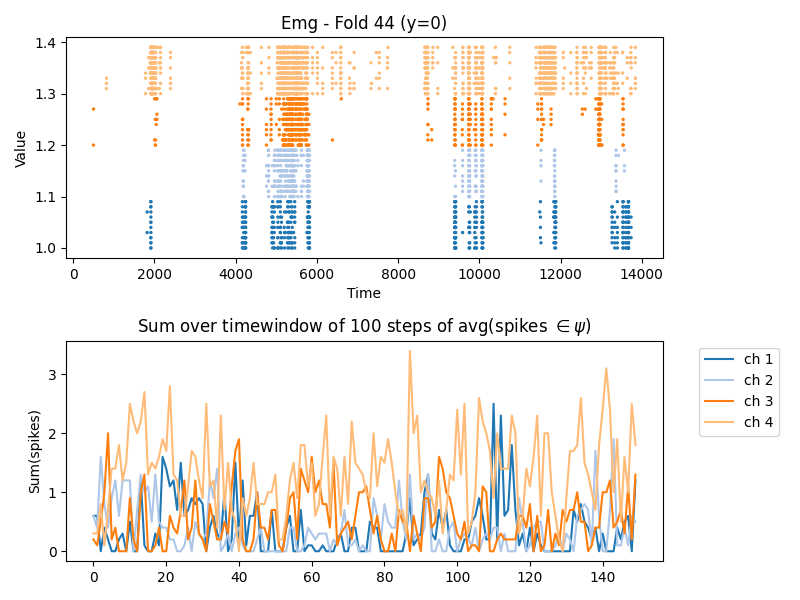 Emg - Fold 44 (y=0)
Value
1.4
1.3
1.2
1.1
1.0
0 2000 4000 6000 8000 10000 12000 14000
Time
Sum over timewindow of 100 steps of avg(spikes ∈ ψ)
Sum(spikes)
3
2
1
0
0 20 40 60 80 100 120 140
ch 1
ch 2
ch 3
ch 4